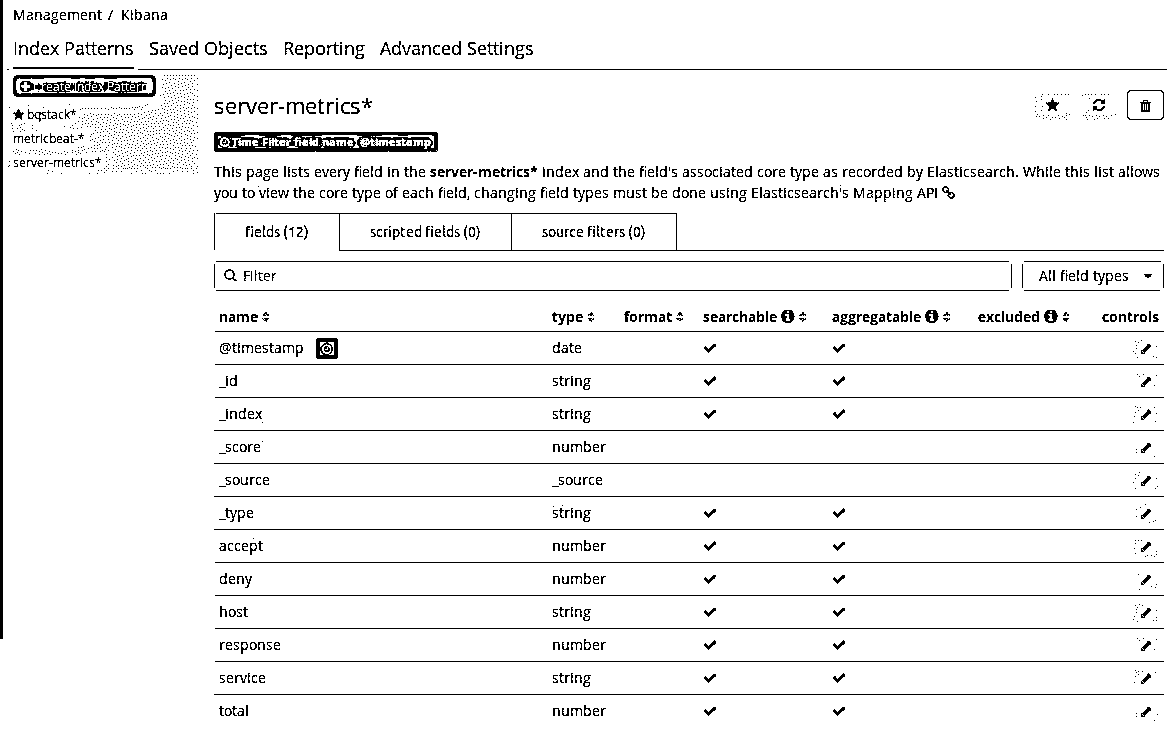 Management / Kibana
Index Patterns Saved Objects Reporting Advanced Settings
Create Index Pattern
bqstack*
metricbeat-*
server-metrics*
server-metrics*
Time Filter field name: @timestamp
This page lists every field in the server-metrics* index and the field's associated core type as recorded by Elasticsearch. While this list allows
you to view the core type of each field, changing field types must be done using Elasticsearch's Mapping API
fields (12) scripted fields (0) source filters (0)
Filter All field types
name type format searchable aggregatable excluded controls
@timestamp date
_id string
_index string
_score number
_source _source
_type string
accept number
deny number
host string
response number
service string
total number